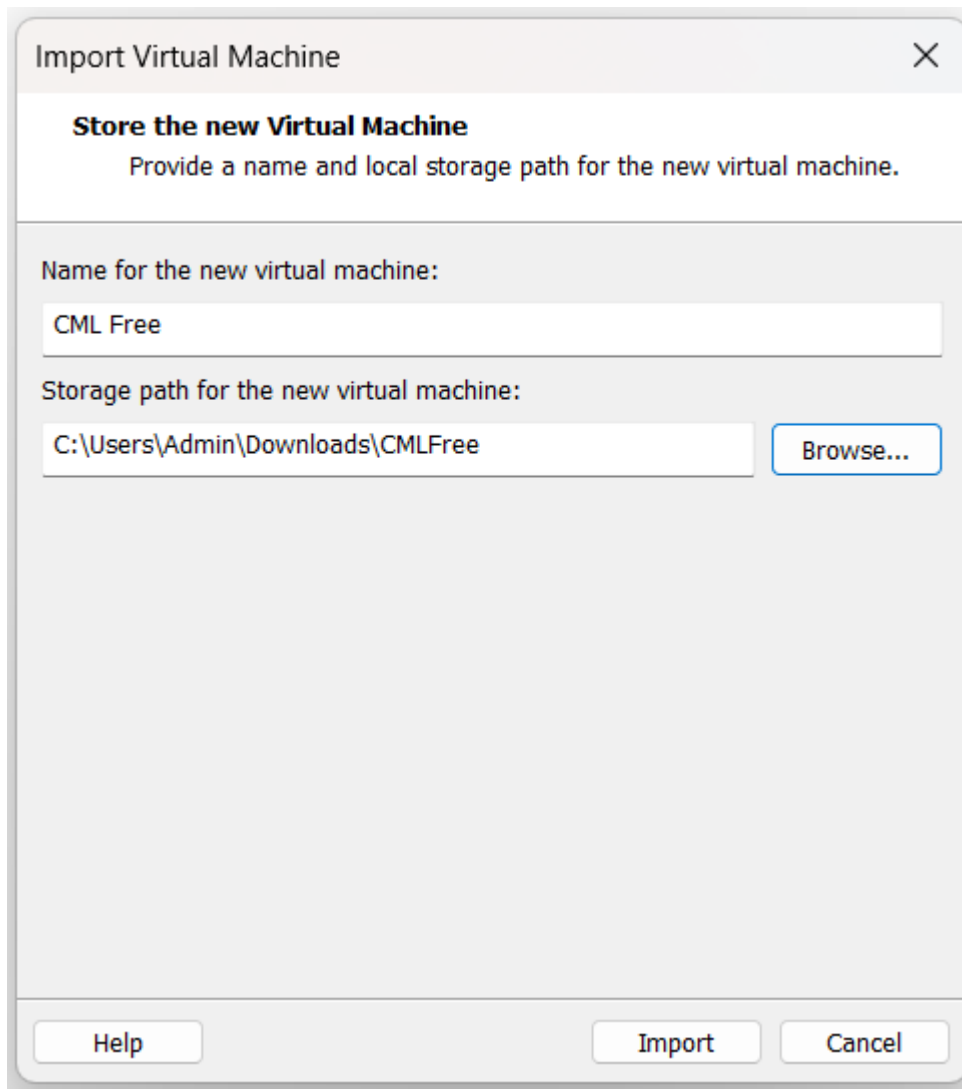 Import Virtual Machine
Store the new Virtual Machine
Provide a name and local storage path for the new virtual machine.
Name for the new virtual machine:
CML Free
Storage path for the new virtual machine:
C:\Users\Admin\Downloads\CMLFree
Browse...
Help
Import
Cancel